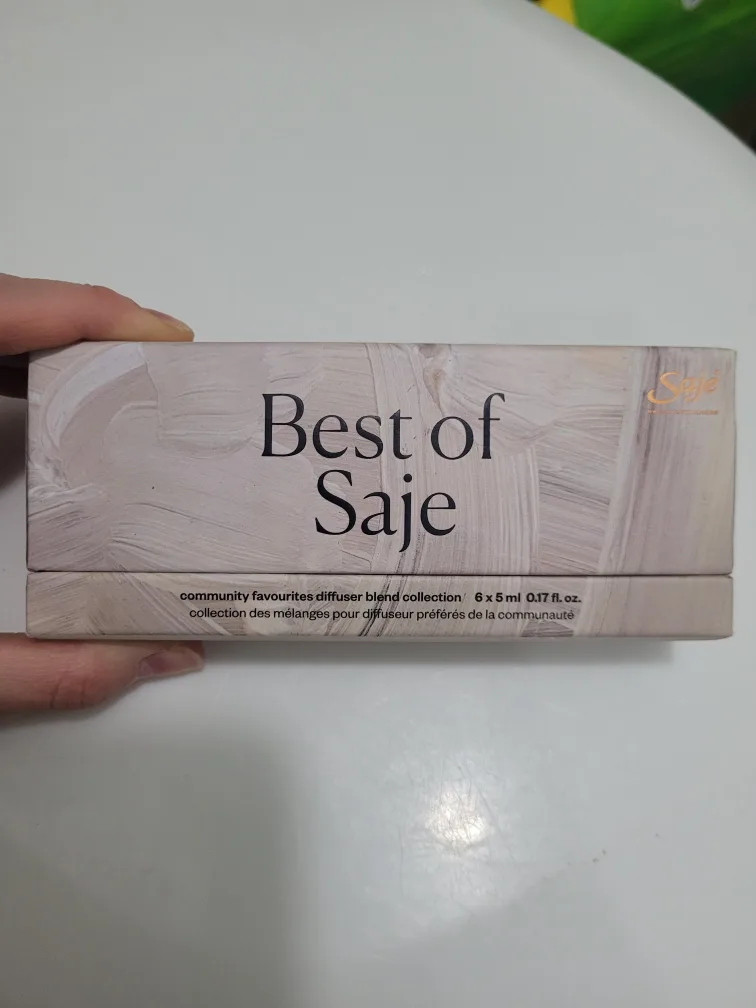 Best of
Saje
Saje
community favourites diffuser blend collection 6 x 5 ml 0.17 fl. oz.
collection des mélanges pour diffuseur préférés de la communauté